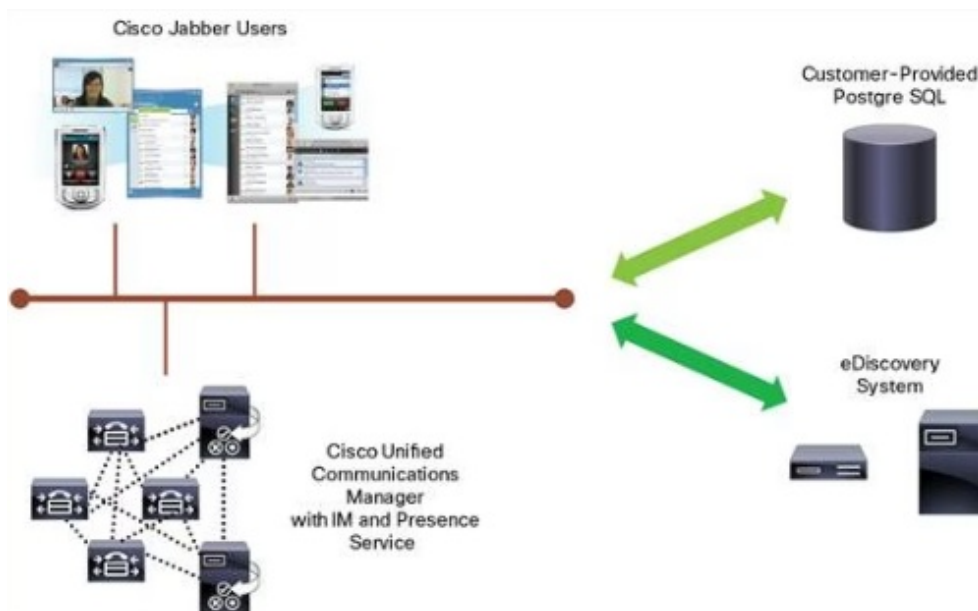 Cisco Jabber Users
Customer-Provided
Postgre SQL
eDiscovery
System
Cisco Unified
Communications
Manager
with IM and Presence
Service